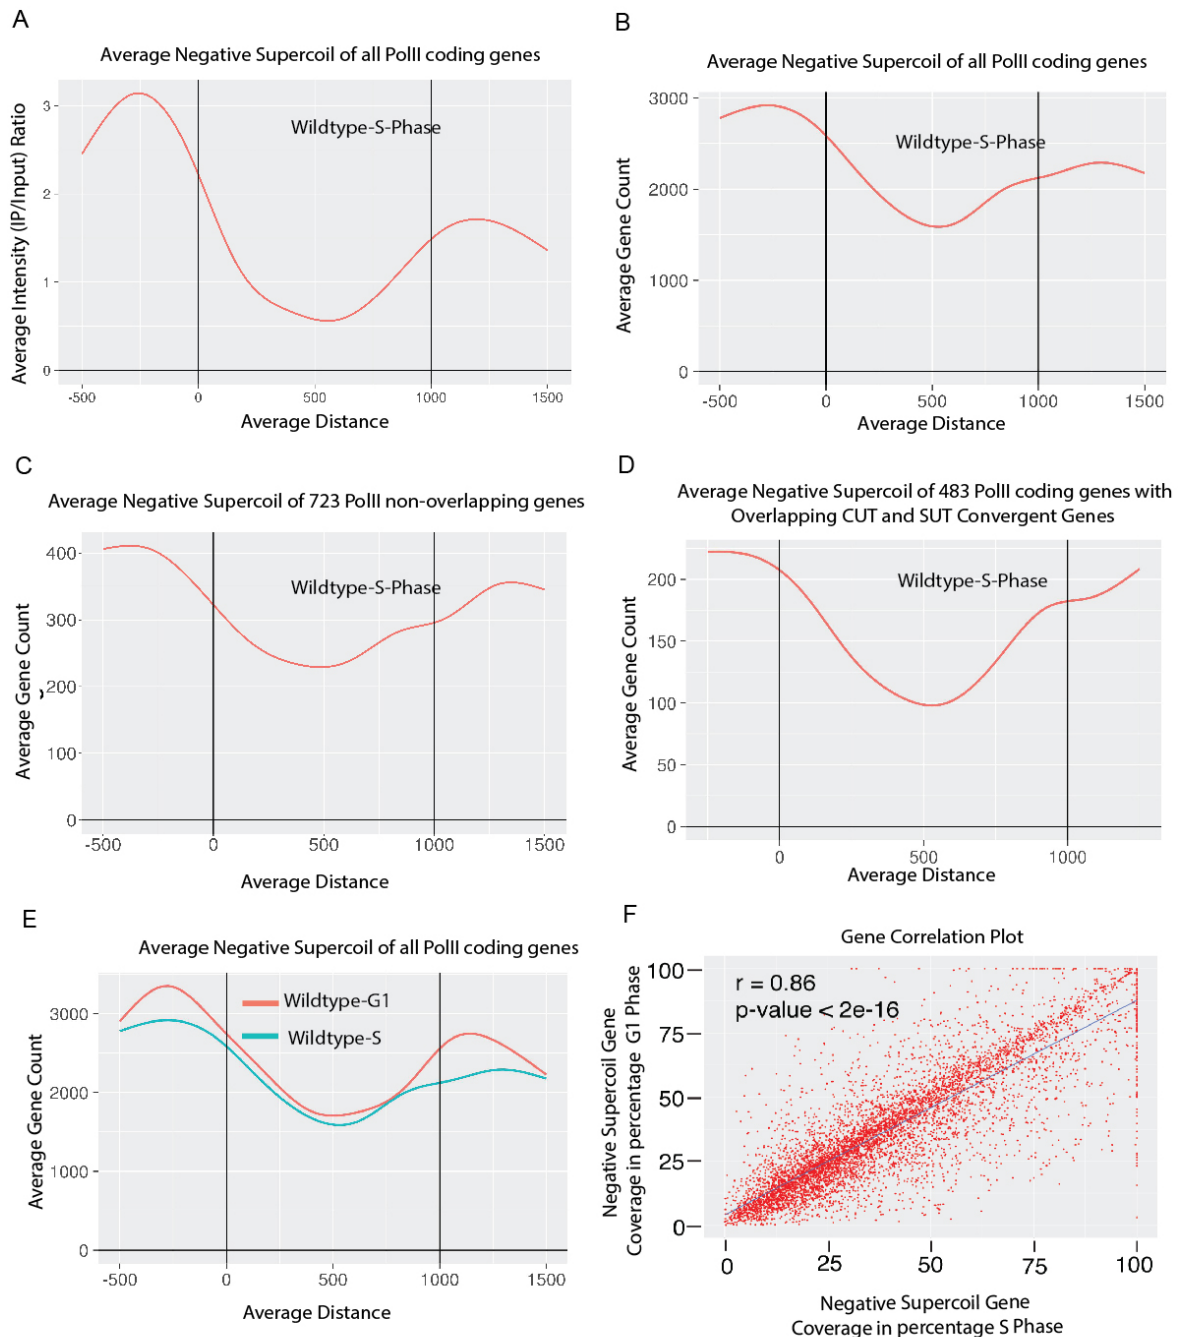 A
Average Negative Supercoil of all PolII coding genes
Average Intensity (IP/Input) Ratio
3
2
1
0
Wildtype-S-Phase
-500 0 500 1000 1500
Average Distance
B
Average Negative Supercoil of all PolII coding genes
Average Gene Count
3000
2000
1000
0
Wildtype-S-Phase
-500 0 500 1000 1500
Average Distance
C
Average Negative Supercoil of 723 PolII non-overlapping genes
Average Gene Count
400
300
200
100
0
Wildtype-S-Phase
-500 0 500 1000 1500
Average Distance
D
Average Negative Supercoil of 483 PolII coding genes with
Overlapping CUT and SUT Convergent Genes
Average Gene Count
200
150
100
50
0
Wildtype-S-Phase
0 500 1000
Average Distance
E
Average Negative Supercoil of all PolII coding genes
Average Gene Count
3000
2000
1000
0
Wildtype-G1
Wildtype-S
-500 0 500 1000 1500
Average Distance
F
Gene Correlation Plot
Negative Supercoil Gene
Coverage in percentage G1 Phase
100
75
50
25
0
r = 0.86
p-value < 2e-16
0 25 50 75 100
Negative Supercoil Gene
Coverage in percentage S Phase